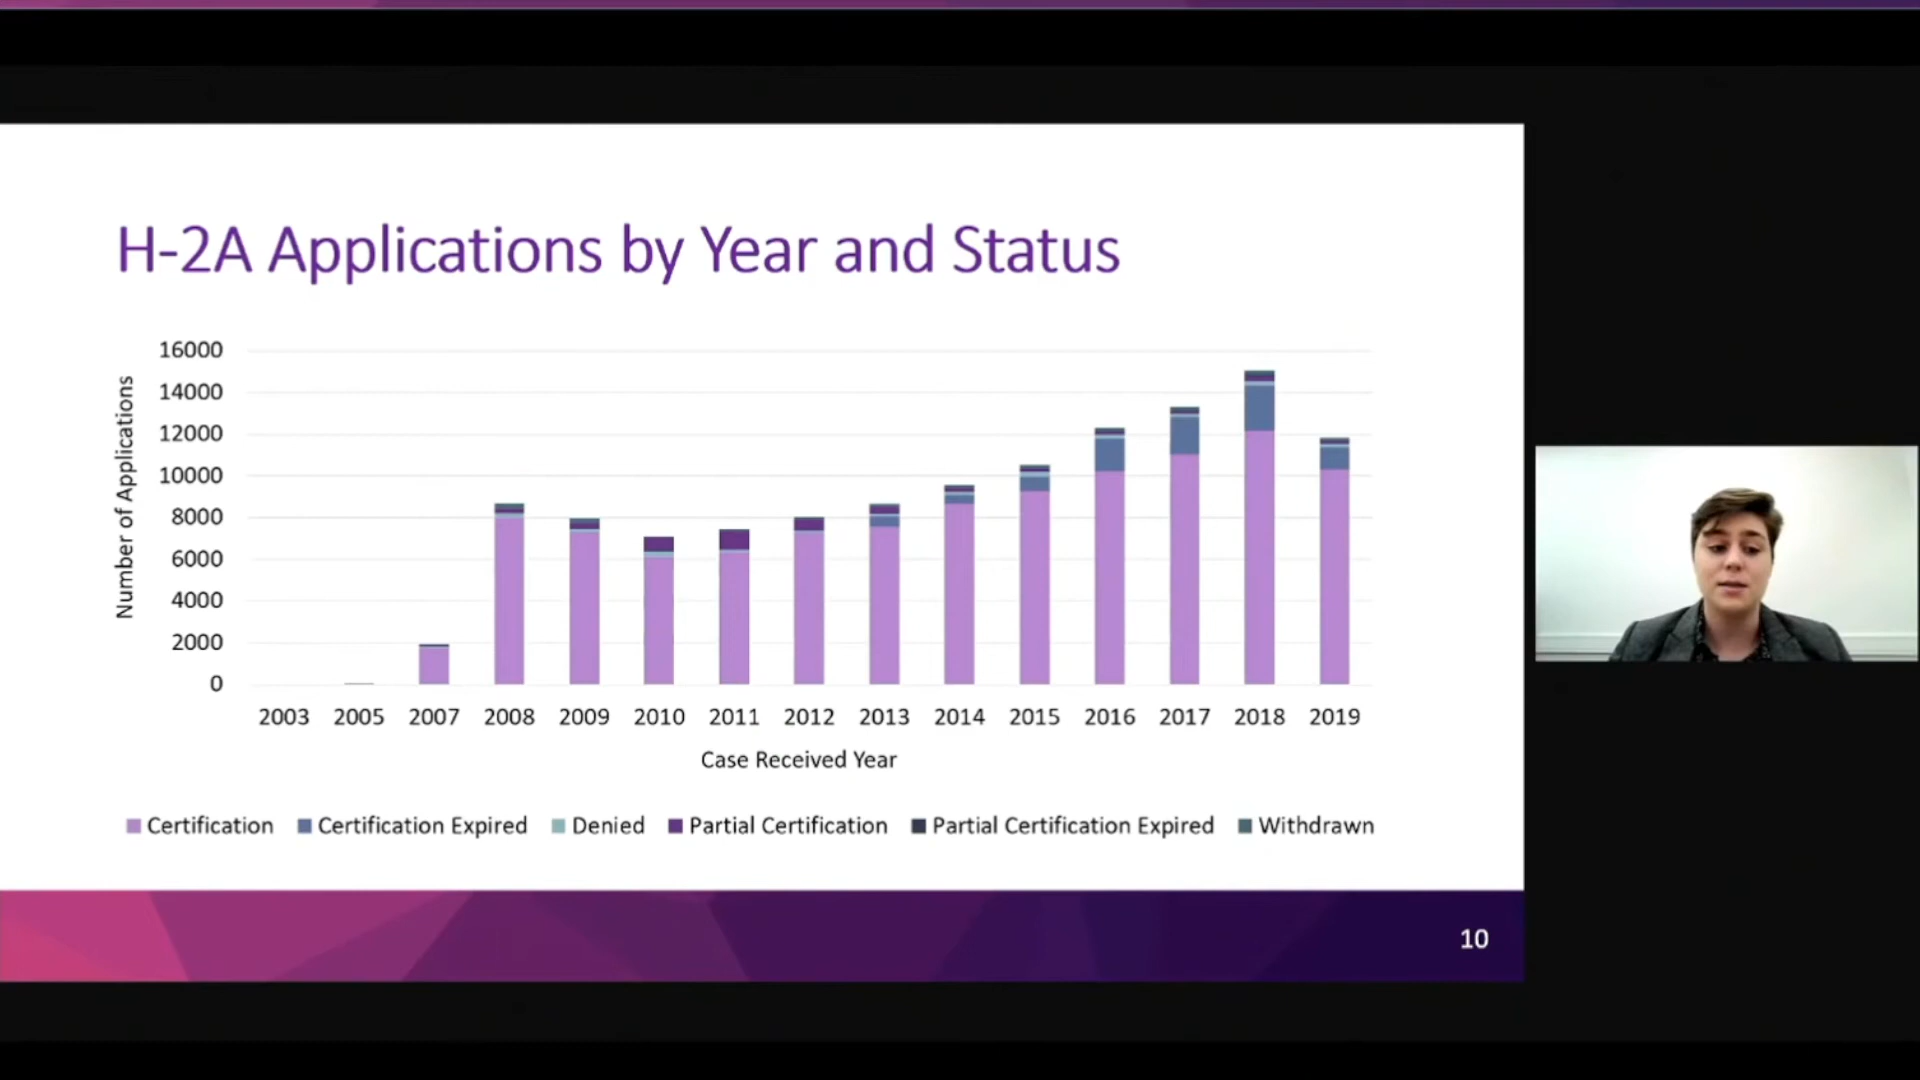 H-2A Applications by Year and Status
16000
14000
12000
10000
8000
6000
4000
2000
0
Number of Applications
2003 2005 2007 2008 2009 2010 2011 2012 2013 2014 2015 2016 2017 2018 2019
Case Received Year
Certification Certification Expired Denied Partial Certification Partial Certification Expired Withdrawn
10